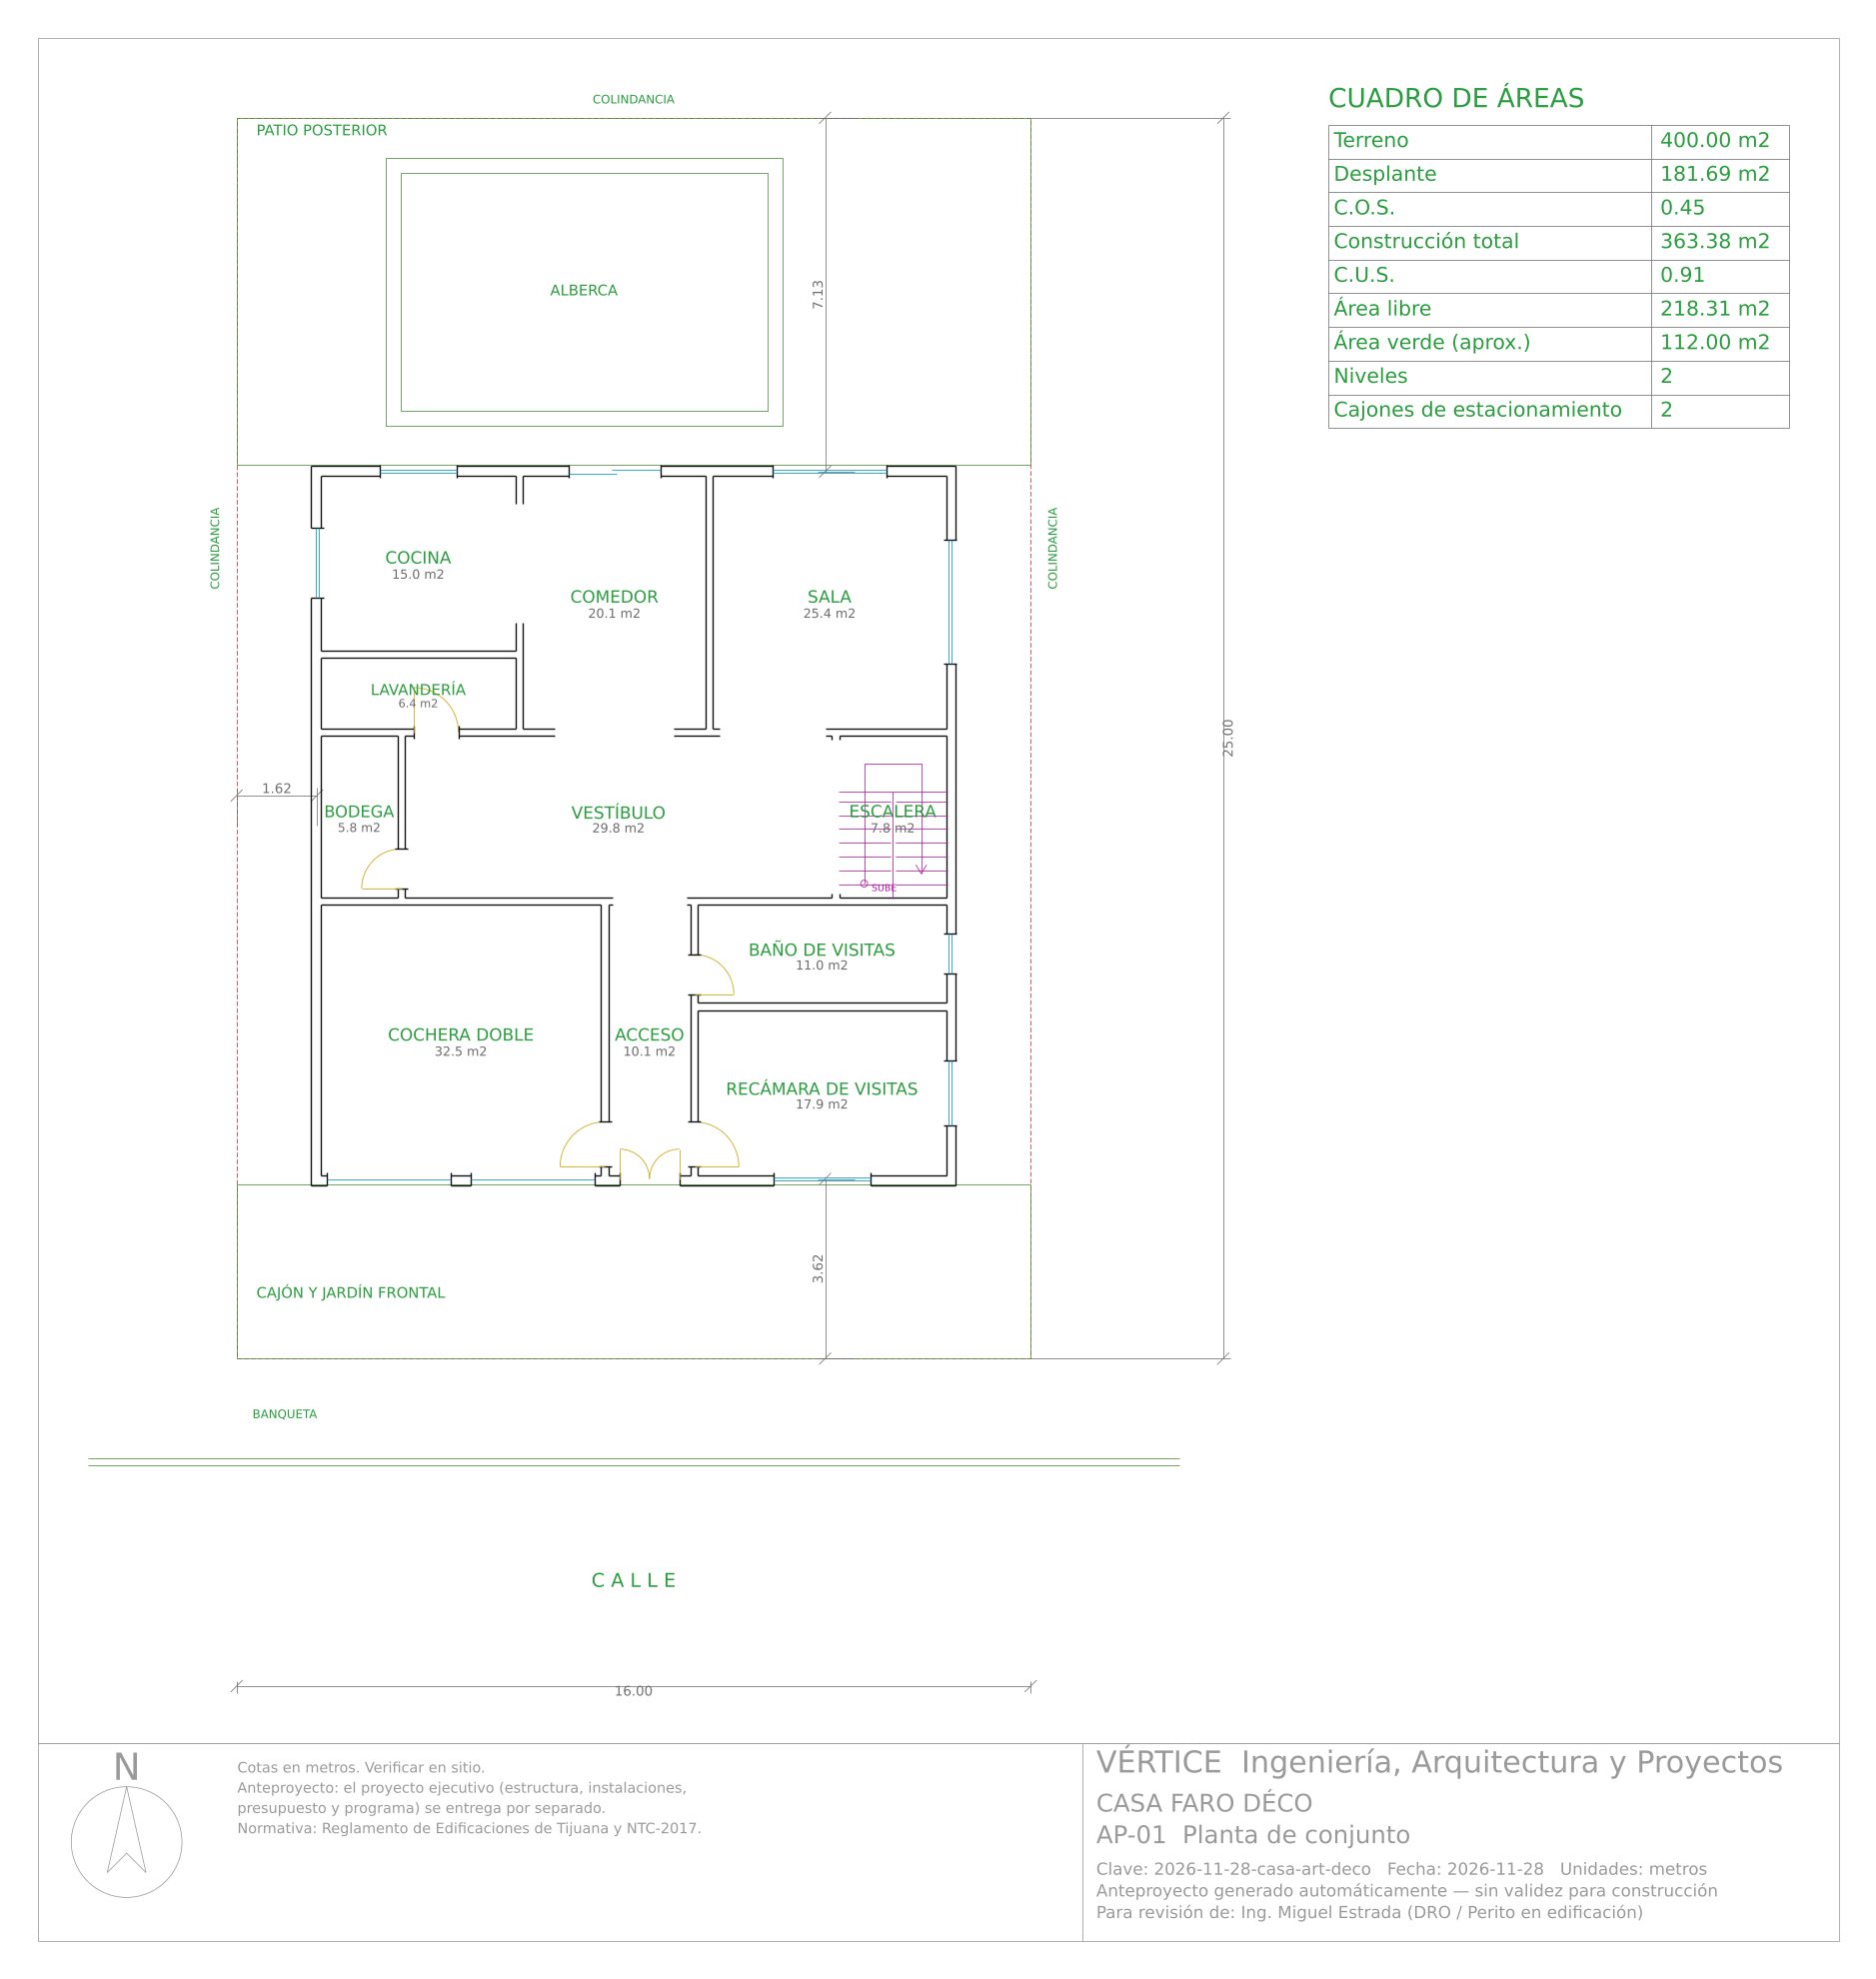 COLINDANCIA
PATIO POSTERIOR
ALBERCA
7.13
CUADRO DE ÁREAS
Terreno 400.00 m2
Desplante 181.69 m2
C.O.S. 0.45
Construcción total 363.38 m2
C.U.S. 0.91
Área libre 218.31 m2
Área verde (aprox.) 112.00 m2
Niveles 2
Cajones de estacionamiento 2
COLINDANCIA
COLINDANCIA
COCINA
15.0 m2
COMEDOR
20.1 m2
SALA
25.4 m2
LAVANDERÍA
6.4 m2
25.00
1.62
BODEGA
5.8 m2
VESTÍBULO
29.8 m2
ESCALERA
7.8 m2
SUBE
BAÑO DE VISITAS
11.0 m2
COCHERA DOBLE
32.5 m2
ACCESO
10.1 m2
RECÁMARA DE VISITAS
17.9 m2
3.62
CAJÓN Y JARDÍN FRONTAL
BANQUETA
C A L L E
16.00
N
Cotas en metros. Verificar en sitio.
Anteproyecto: el proyecto ejecutivo (estructura, instalaciones,
presupuesto y programa) se entrega por separado.
Normativa: Reglamento de Edificaciones de Tijuana y NTC-2017.
VÉRTICE Ingeniería, Arquitectura y Proyectos
CASA FARO DÉCO
AP-01 Planta de conjunto
Clave: 2026-11-28-casa-art-deco Fecha: 2026-11-28 Unidades: metros
Anteproyecto generado automáticamente — sin validez para construcción
Para revisión de: Ing. Miguel Estrada (DRO / Perito en edificación)